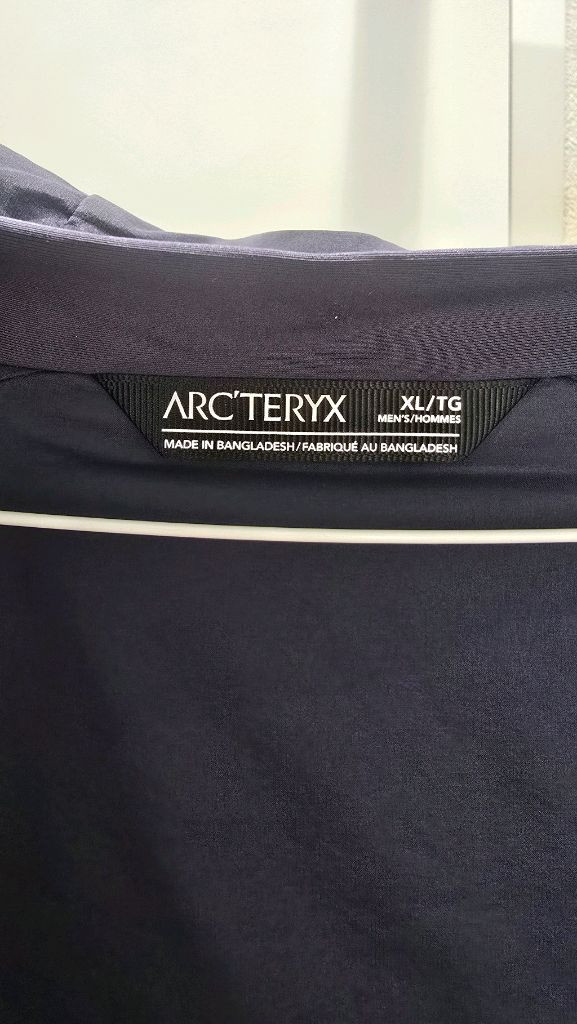 ARC'TERYX
XL/TG
MEN'S/HOMMES
MADE IN BANGLADESH/FABRIQUÉ AU BANGLADESH